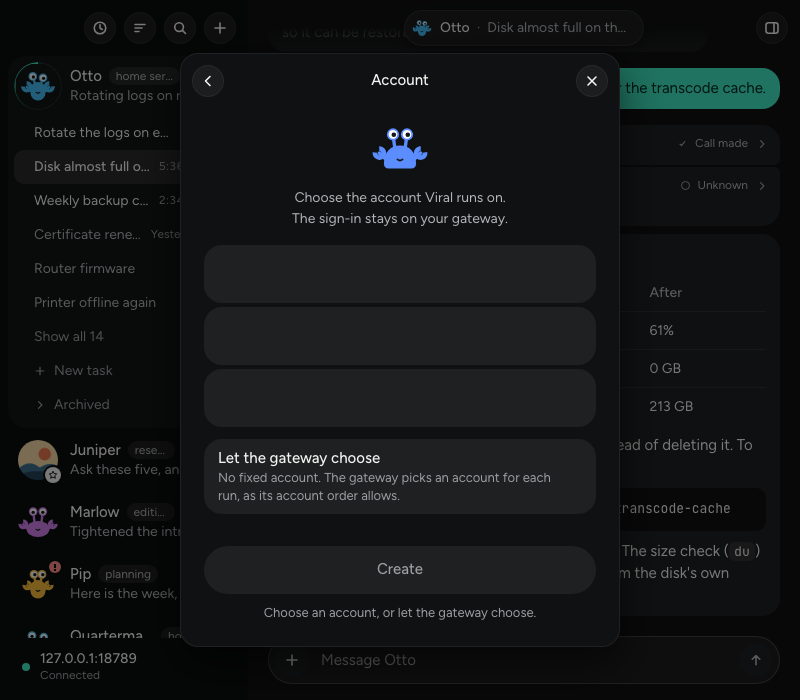 so it can be restor
Otto · Disk almost full on th...
Otto home ser...
Rotating logs on r
Rotate the logs on e...
Disk almost full o... 5:36
Weekly backup c... 2:34
Certificate rene... Yeste
Router firmware
Printer offline again
Show all 14
+ New task
Archived
Juniper rese...
Ask these five, an
Marlow editi...
Tightened the intr
Pip planning
Here is the week,
Quarterma ho
127.0.0.1:18789
Connected
Account
Choose the account Viral runs on.
The sign-in stays on your gateway.
Let the gateway choose
No fixed account. The gateway picks an account for each
run, as its account order allows.
Create
Choose an account, or let the gateway choose.
the transcode cache.
Call made
Unknown
After
61%
0 GB
213 GB
ead of deleting it. To
transcode-cache
The size check ( du )
m the disk's own
Message Otto